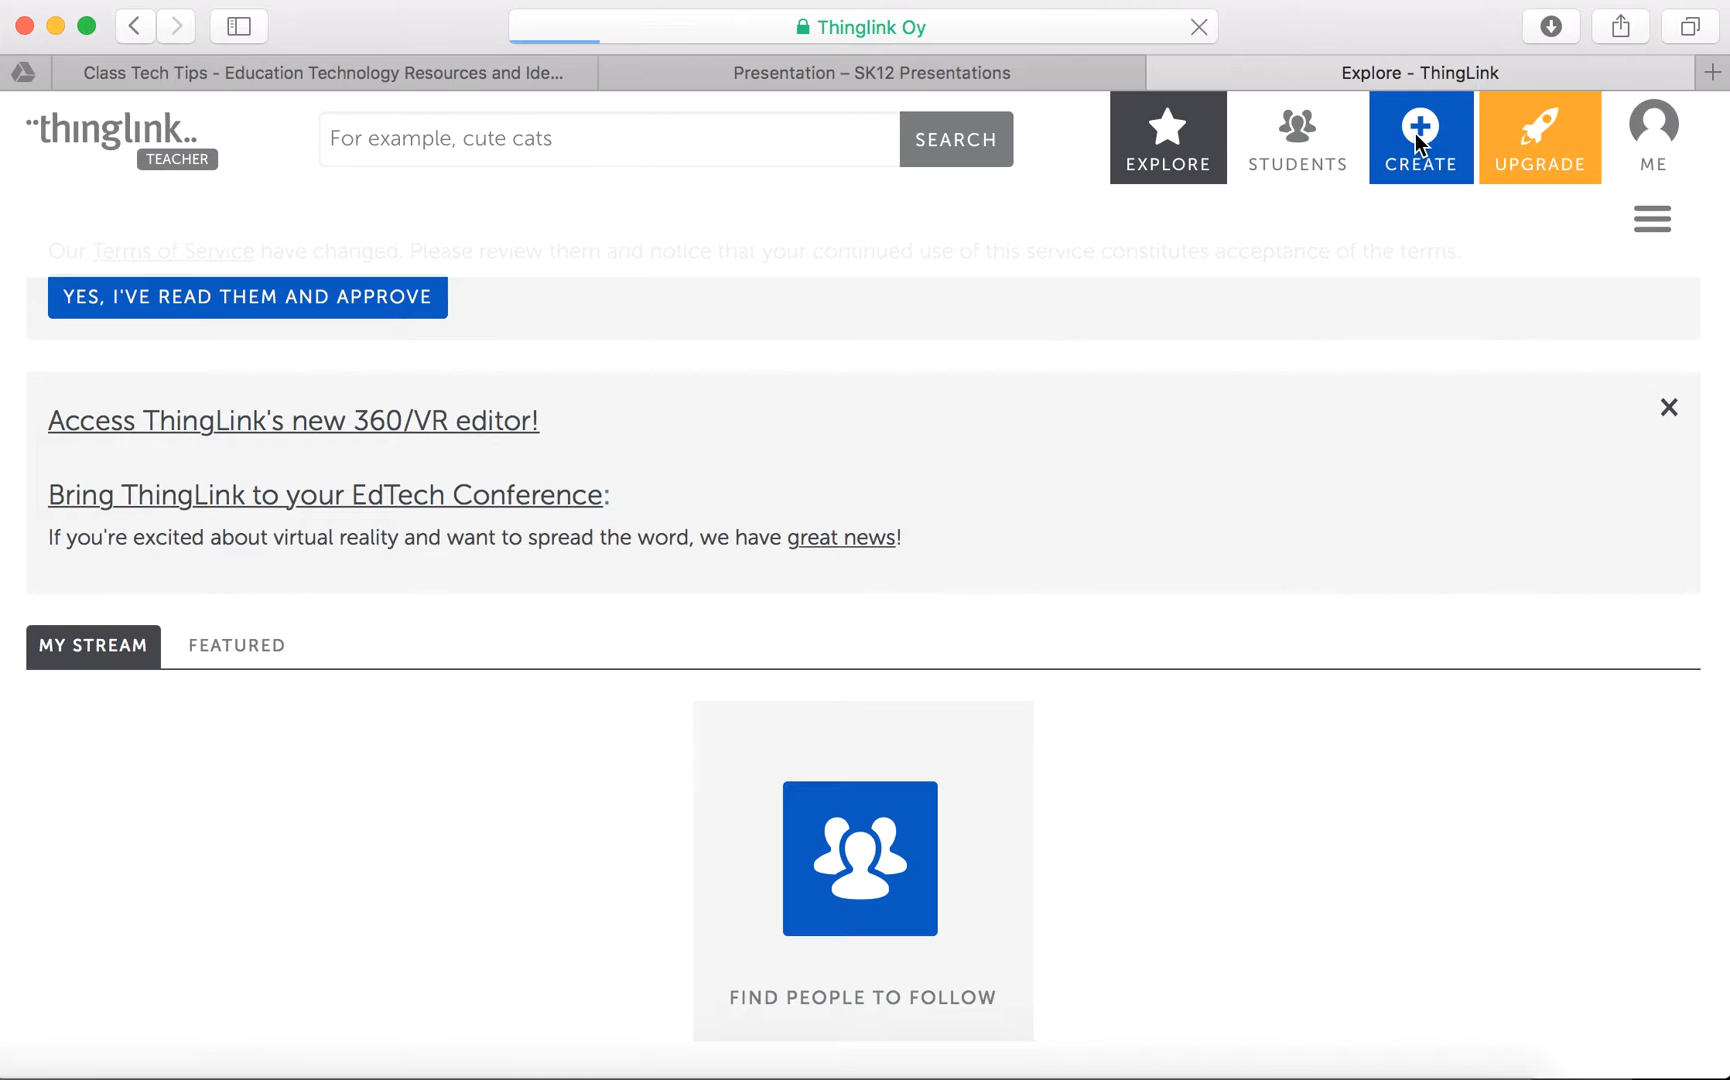 Thinglink Oy
Class Tech Tips - Education Technology Resources and Ide...
Presentation – SK12 Presentations
Explore - ThingLink
thinglink..
TEACHER
For example, cute cats
SEARCH
EXPLORE
STUDENTS
CREATE
UPGRADE
ME
Our Terms of Service have changed. Please review them and notice that your continued use of this service constitutes acceptance of the terms.
YES, I'VE READ THEM AND APPROVE
Access ThingLink's new 360/VR editor!
Bring ThingLink to your EdTech Conference:
If you're excited about virtual reality and want to spread the word, we have great news!
MY STREAM
FEATURED
FIND PEOPLE TO FOLLOW